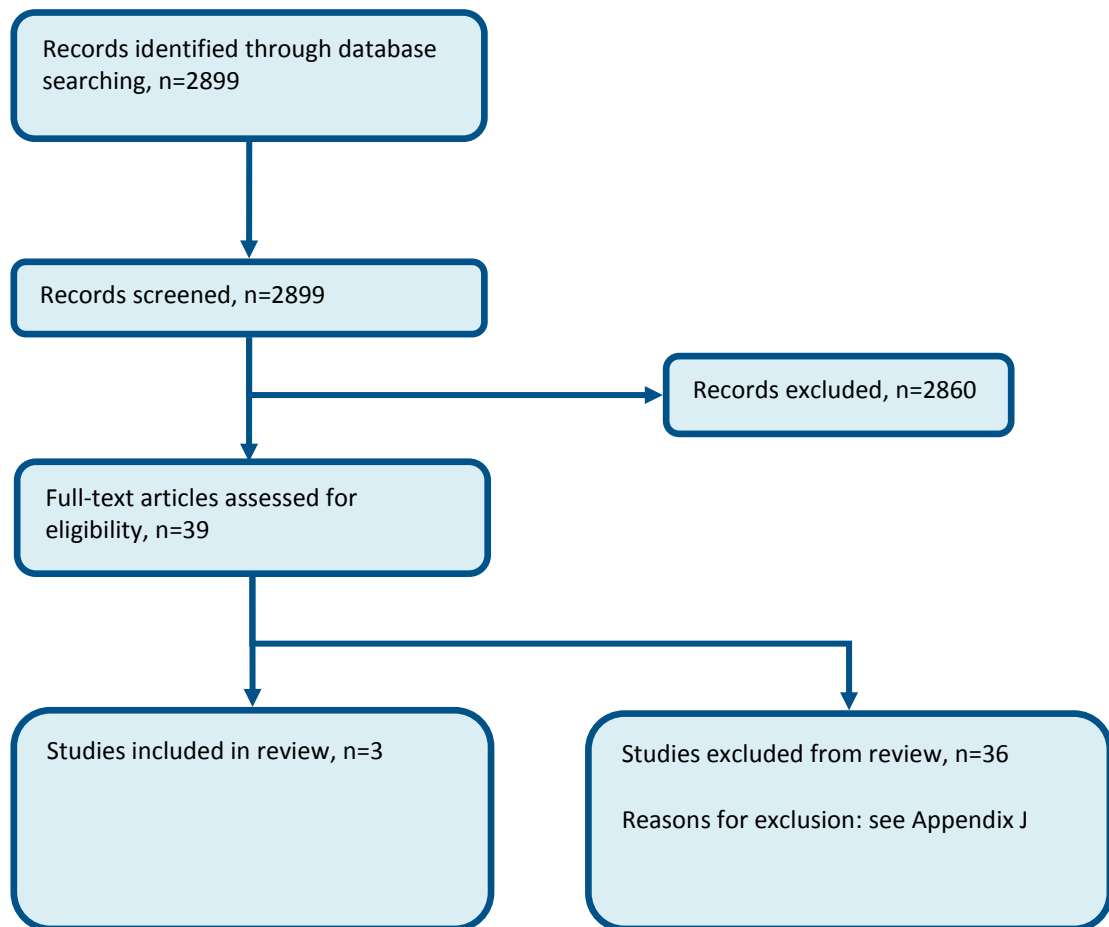 Records identified through database
searching, n=2899
Records screened, n=2899
Records excluded, n=2860
Full-text articles assessed for
eligibility, n=39
Studies included in review, n=3
Studies excluded from review, n=36
Reasons for exclusion: see Appendix J